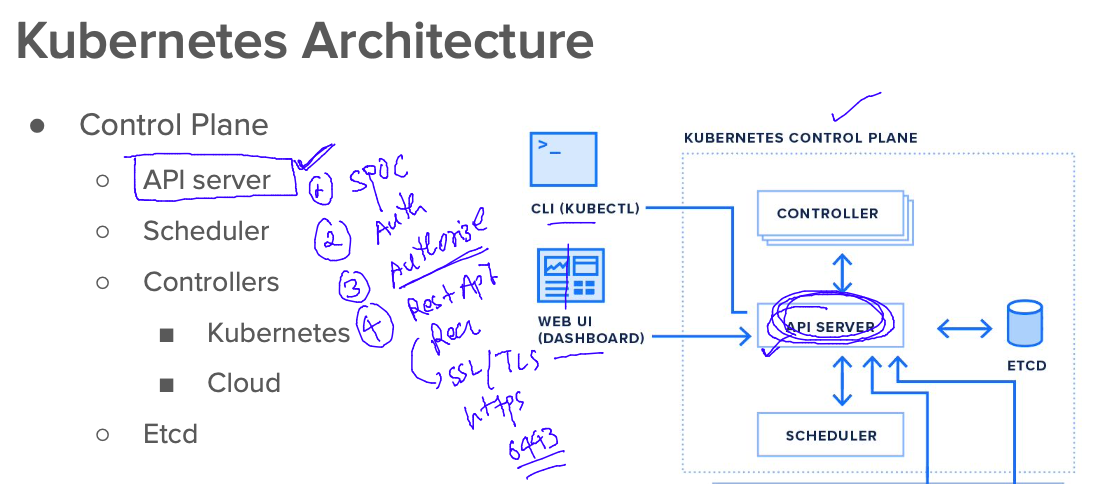 Kubernetes Architecture
● Control Plane
○ API server
○ Scheduler
○ Controllers
■ Kubernetes
■ Cloud
○ Etcd
1 SPOC
2 Auth
3 Authorise
4 Rest API
SSL/TLS
https
6443
>_
CLI (KUBECTL)
WEB UI
(DASHBOARD)
KUBERNETES CONTROL PLANE
CONTROLLER
API SERVER
ETCD
SCHEDULER